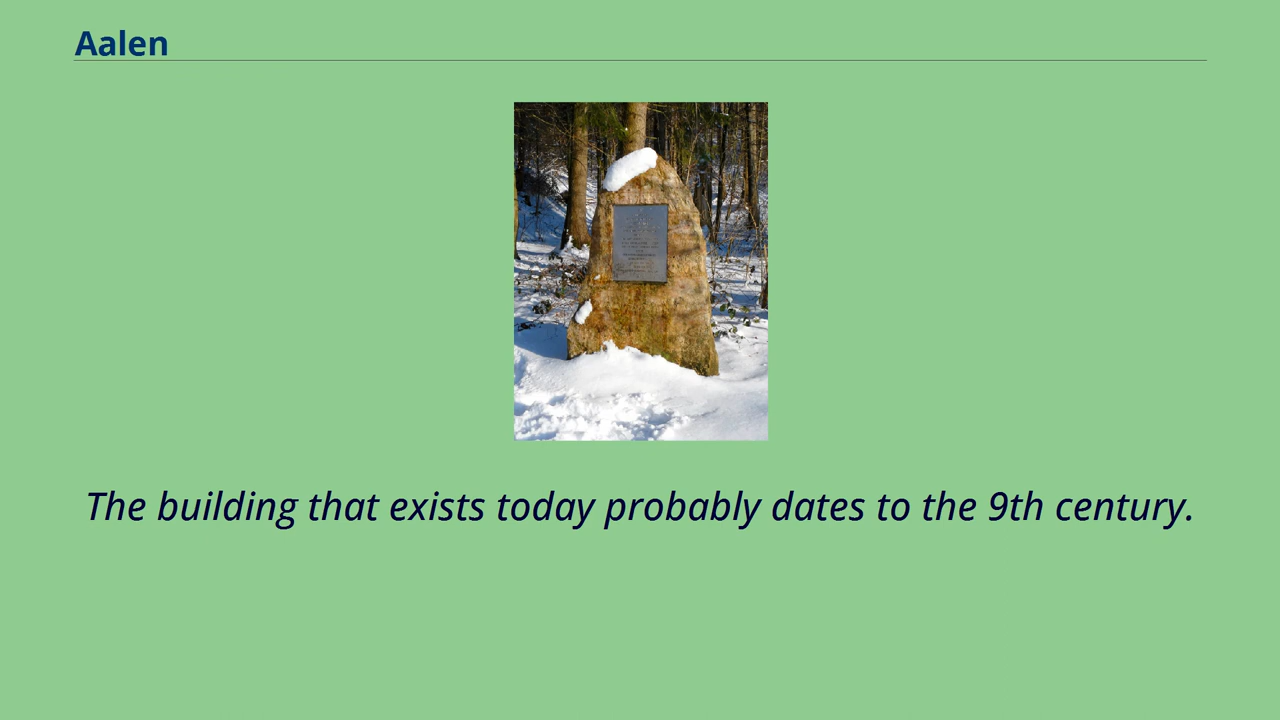 Aalen
The building that exists today probably dates to the 9th century.